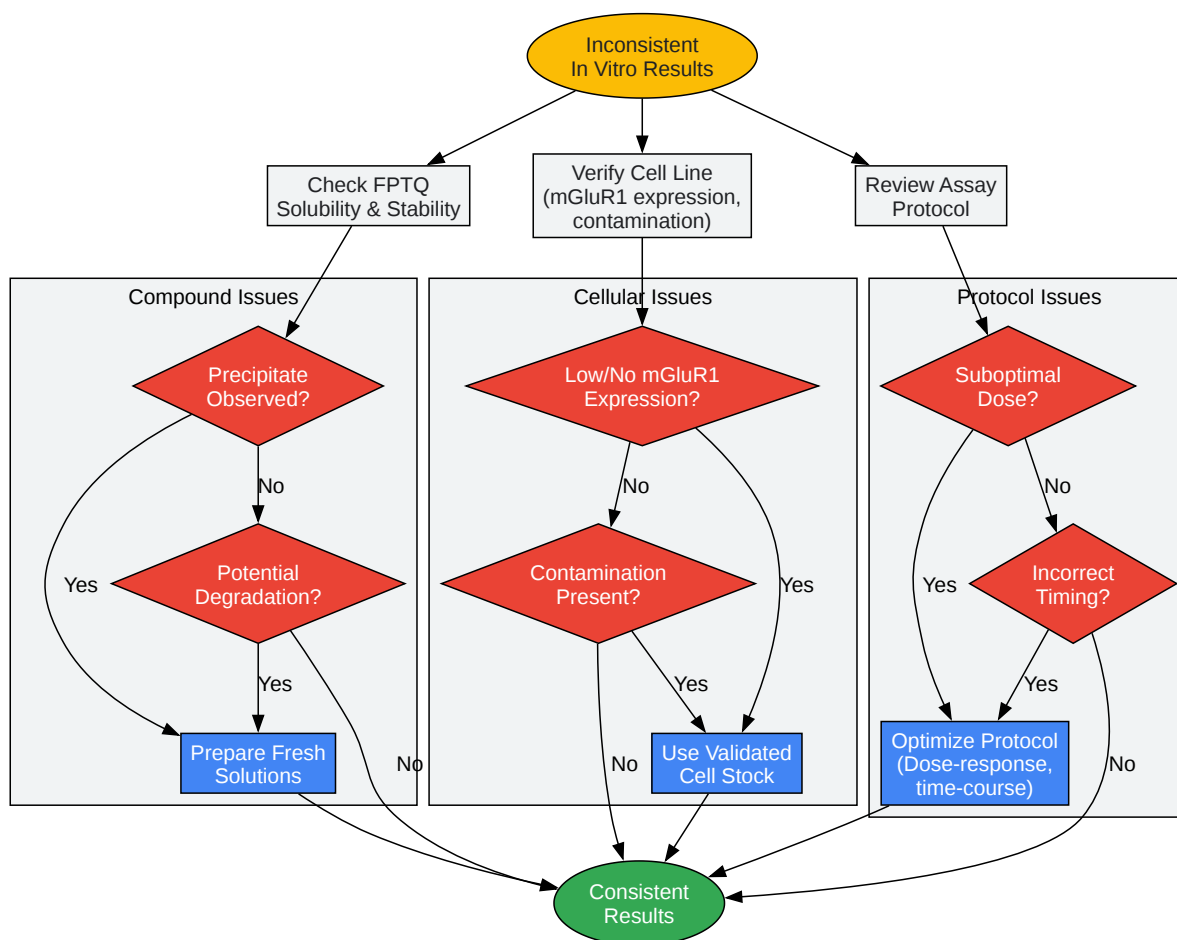 Inconsistent
In Vitro Results
Check FPTQ
Solubility & Stability
Verify Cell Line
(mGluR1 expression,
contamination)
Review Assay
Protocol
Compound Issues
Cellular Issues
Protocol Issues
Precipitate
Observed?
Low/No mGluR1
Expression?
Suboptimal
Dose?
No
No
No
Yes
Potential
Degradation?
Contamination
Present?
Yes
Yes
Incorrect
Timing?
Yes
Yes
Yes
Prepare Fresh
Solutions
No
No
Use Validated
Cell Stock
Optimize Protocol
(Dose-response,
time-course)
No
Consistent
Results